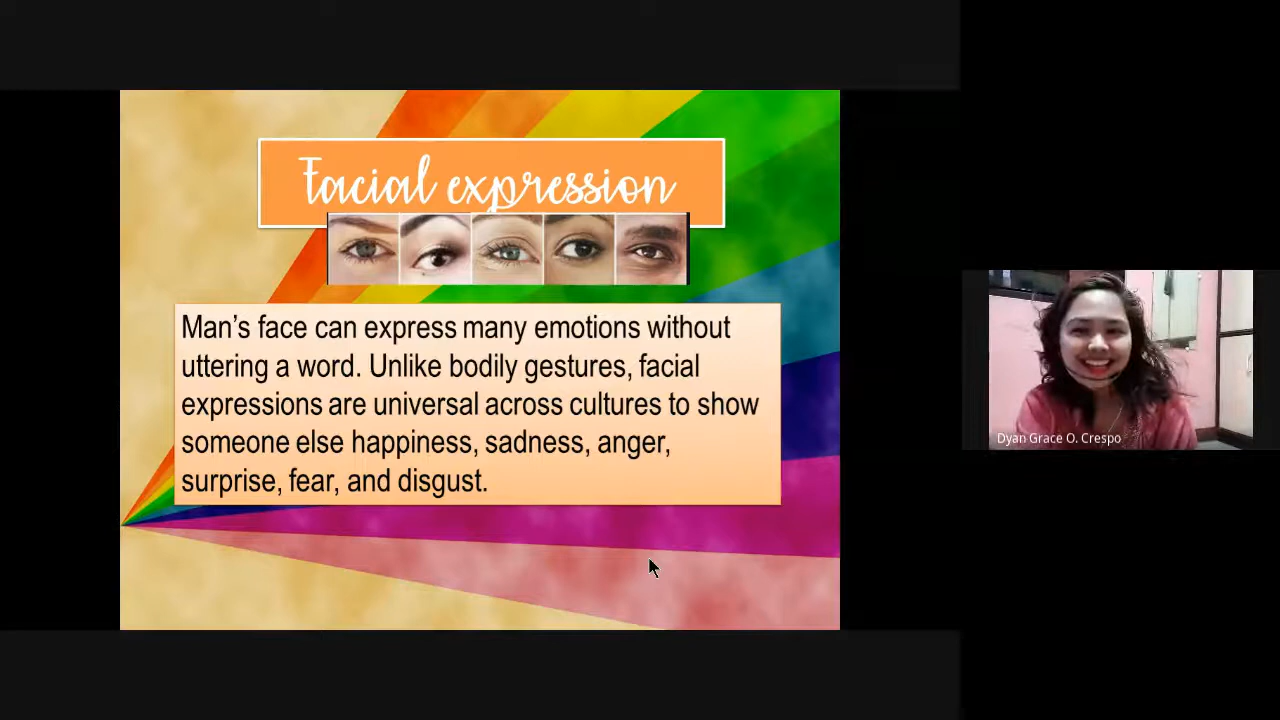 Facial expression
Man’s face can express many emotions without
uttering a word. Unlike bodily gestures, facial
expressions are universal across cultures to show
someone else happiness, sadness, anger,
surprise, fear, and disgust.
Dyan Grace O. Crespo